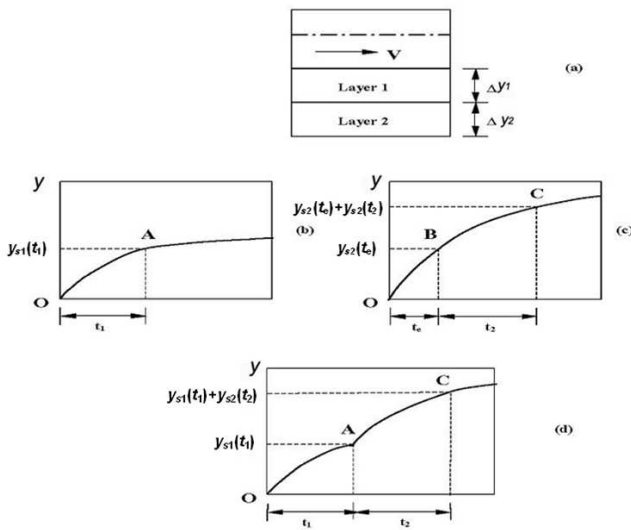 V
(a)
Layer 1
Δy1
Layer 2
Δy2
y
ys1(t1)
A
(b)
O
t1
y
ys2(te)+ys2(t2)
C
B
ys2(te)
(c)
O
te
t2
y
ys1(t1)+ys2(t2)
C
A
ys1(t1)
(d)
O
t1
t2